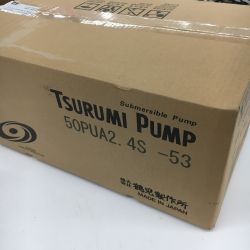 Submersible Pump
TSURUMI PUMP
50PUA2.4S -53
株式会社 鶴見製作所
MADE IN JAPAN